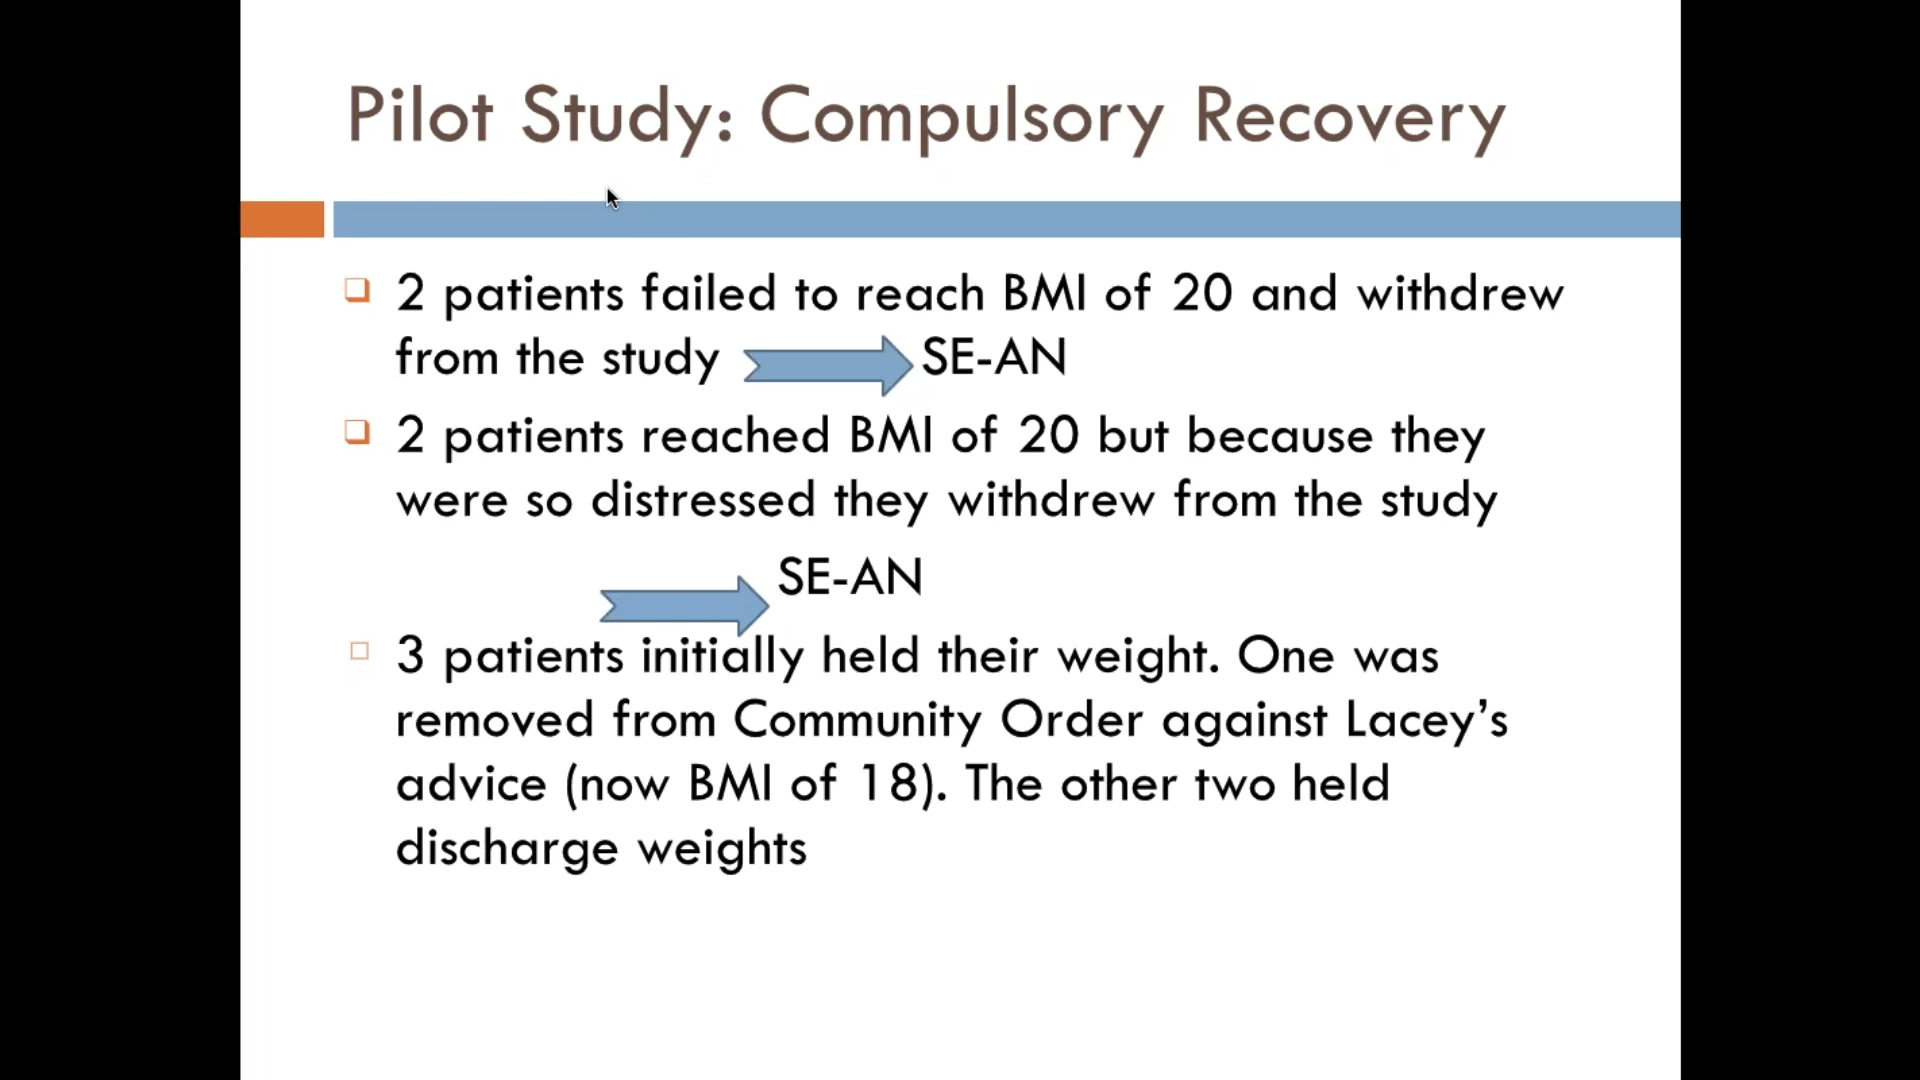 Pilot Study: Compulsory Recovery
2 patients failed to reach BMI of 20 and withdrew
from the study SE-AN
2 patients reached BMI of 20 but because they
were so distressed they withdrew from the study
SE-AN
3 patients initially held their weight. One was
removed from Community Order against Lacey’s
advice (now BMI of 18). The other two held
discharge weights